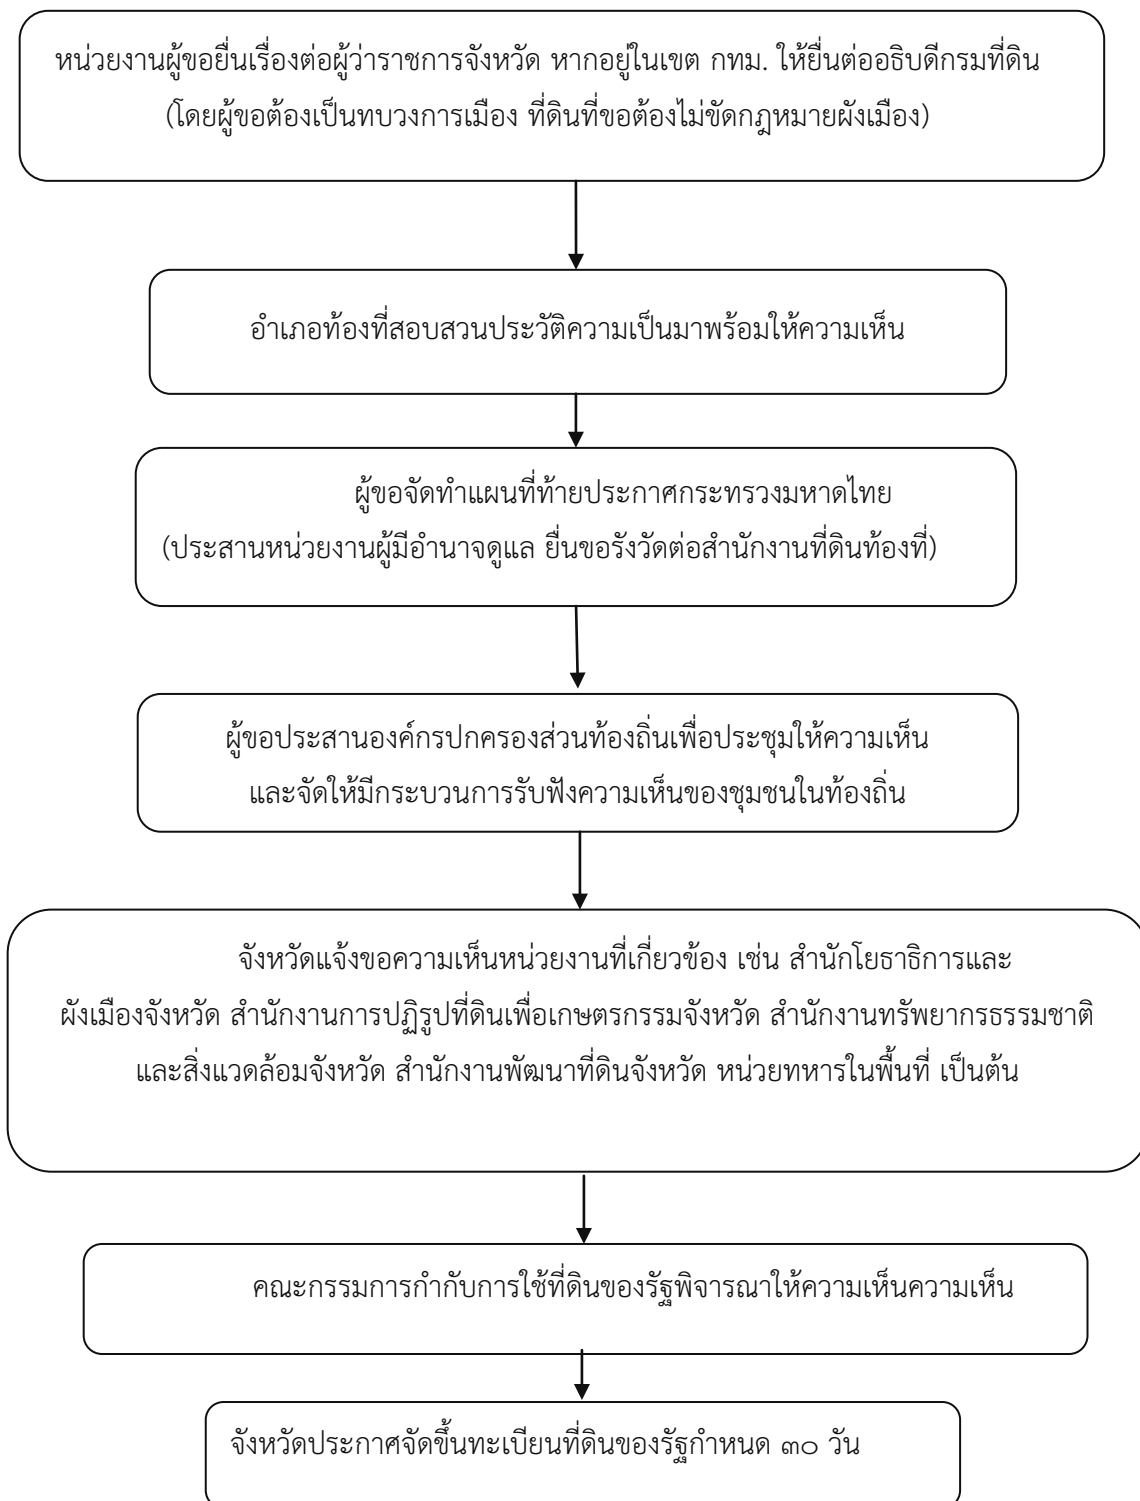 หน่วยงานผู้ขอยื่นเรื่องต่อผู้ว่าราชการจังหวัด หากอยู่ในเขต กทม. ให้ยื่นต่ออธิบดีกรมที่ดิน
(โดยผู้ขอต้องเป็นทบวงการเมือง ที่ดินที่ขอต้องไม่ขัดกฎหมายผังเมือง)
อำเภอท้องที่สอบสวนประวัติความเป็นมาพร้อมให้ความเห็น
ผู้ขอจัดทำแผนที่ท้ายประกาศกระทรวงมหาดไทย
(ประสานหน่วยงานผู้มีอำนาจดูแล ยื่นขอรังวัดต่อสำนักงานที่ดินท้องที่)
ผู้ขอประสานองค์กรปกครองส่วนท้องถิ่นเพื่อประชุมให้ความเห็น
และจัดให้มีกระบวนการรับฟังความเห็นของชุมชนในท้องถิ่น
จังหวัดแจ้งขอความเห็นหน่วยงานที่เกี่ยวข้อง เช่น สำนักโยธาธิการและ
ผังเมืองจังหวัด สำนักงานการปฏิรูปที่ดินเพื่อเกษตรกรรมจังหวัด สำนักงานทรัพยากรธรรมชาติ
และสิ่งแวดล้อมจังหวัด สำนักงานพัฒนาที่ดินจังหวัด หน่วยทหารในพื้นที่ เป็นต้น
คณะกรรมการกำกับการใช้ที่ดินของรัฐพิจารณาให้ความเห็นความเห็น
จังหวัดประกาศจัดขึ้นทะเบียนที่ดินของรัฐกำหนด ๓๐ วัน